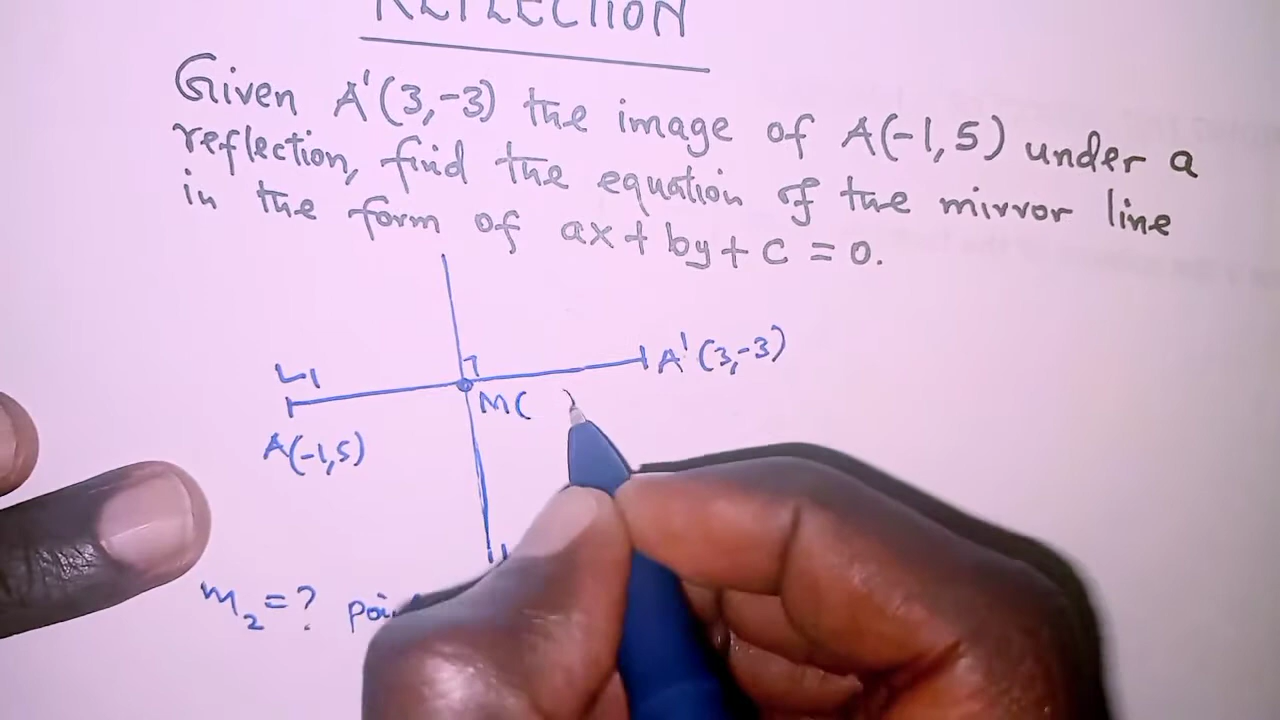 REFLECTION
Given A'(3,-3) the image of A(-1,5) under a
reflection, find the equation of the mirror line
in the form of ax+by+c=0.
L1
A'(3,-3)
M(
A(-1,5)
m₂=?